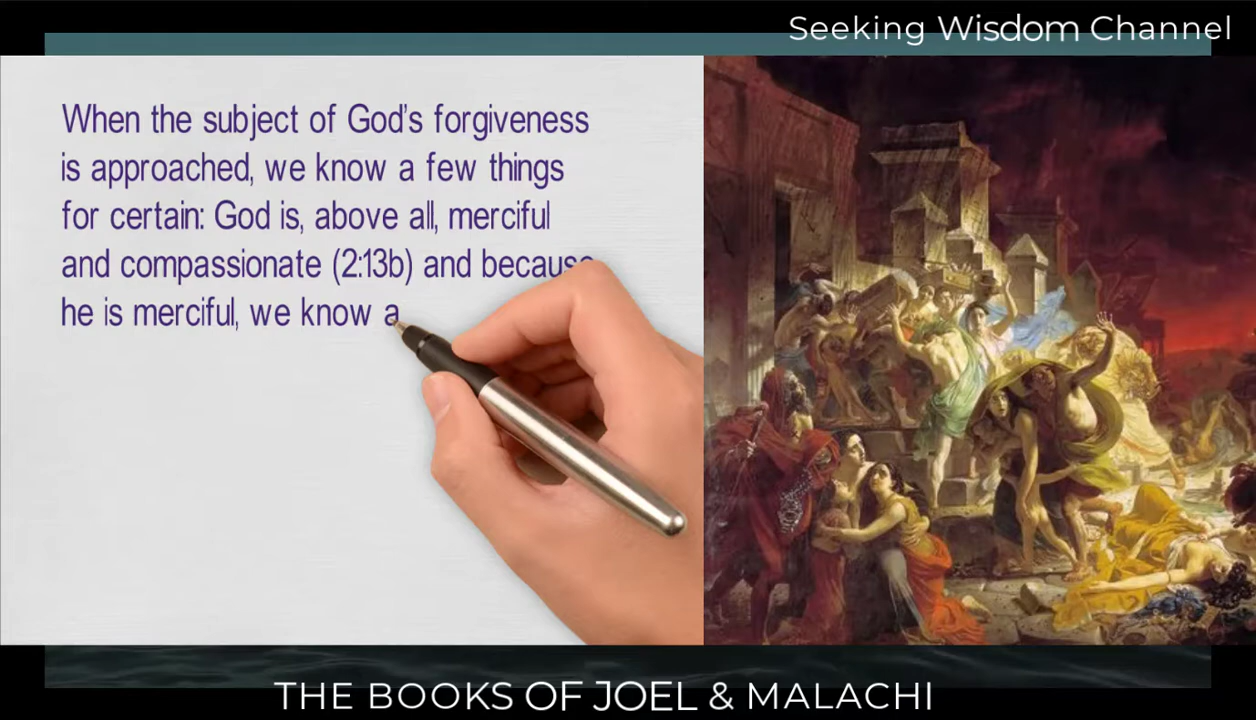 Seeking Wisdom Channel
When the subject of God's forgiveness
is approached, we know a few things
for certain: God is, above all, merciful
and compassionate (2:13b) and because
he is merciful, we know a
THE BOOKS OF JOEL & MALACHI